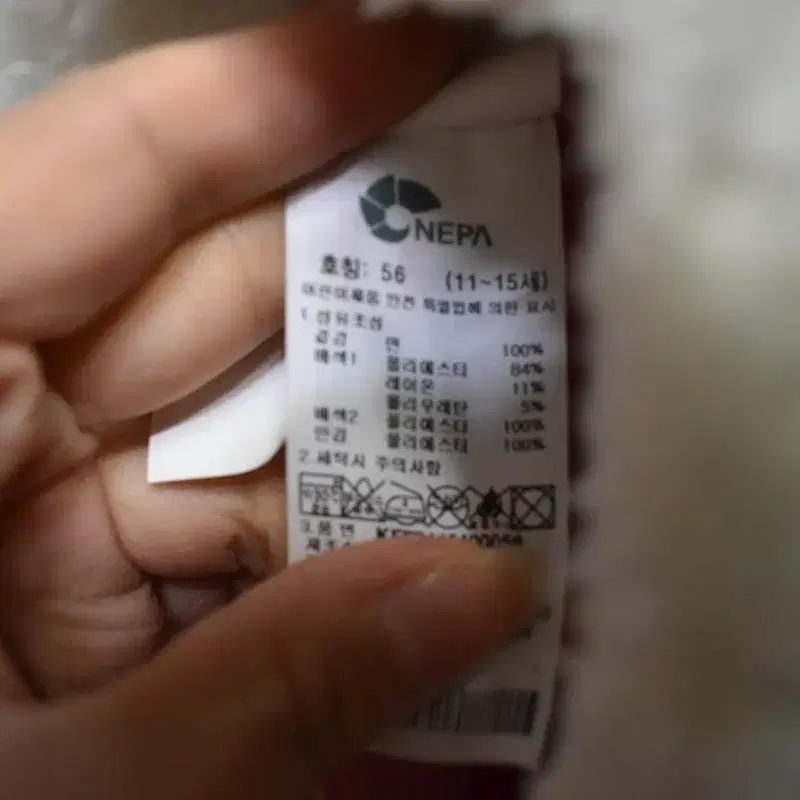 NEPA
호칭: 56 (11~15세)
어린이제품 안전 특별법에 의한 표시
1.섬유조성
겉감 면 100%
배색1 폴리에스터 84%
레이온 11%
폴리우레탄 5%
배색2 폴리에스터 100%
안감 폴리에스터 100%
2.세탁시 주의사항
3.품 번